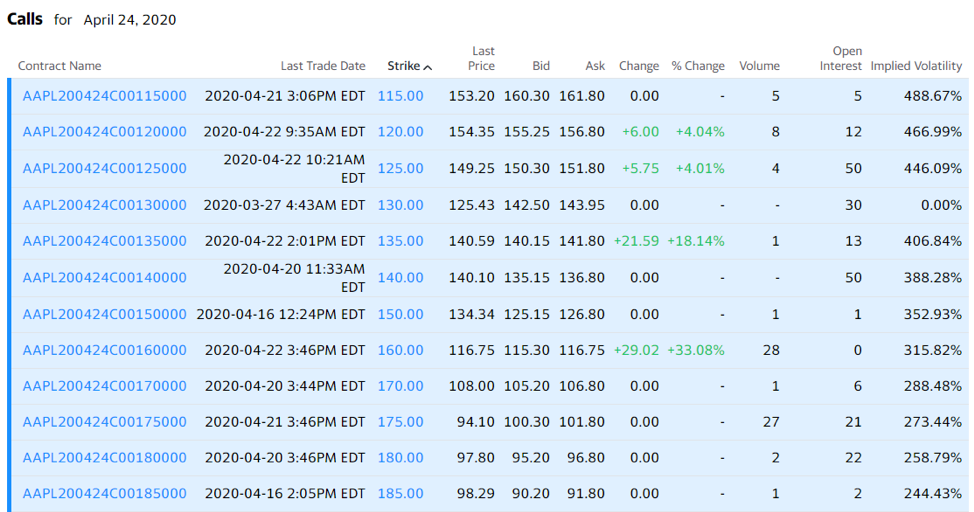 Calls for April 24, 2020
Last
Open
Contract Name Last Trade Date Strike Price Bid Ask Change % Change Volume Interest Implied Volatility
AAPL200424C00115000 2020-04-21 3:06PM EDT 115.00 153.20 160.30 161.80 0.00 - 5 5 488.67%
AAPL200424C00120000 2020-04-22 9:35AM EDT 120.00 154.35 155.25 156.80 +6.00 +4.04% 8 12 466.99%
2020-04-22 10:21AM
AAPL200424C00125000 EDT 125.00 149.25 150.30 151.80 +5.75 +4.01% 4 50 446.09%
AAPL200424C00130000 2020-03-27 4:43AM EDT 130.00 125.43 142.50 143.95 0.00 - - 30 0.00%
AAPL200424C00135000 2020-04-22 2:01PM EDT 135.00 140.59 140.15 141.80 +21.59 +18.14% 1 13 406.84%
2020-04-20 11:33AM
AAPL200424C00140000 EDT 140.00 140.10 135.15 136.80 0.00 - - 50 388.28%
AAPL200424C00150000 2020-04-16 12:24PM EDT 150.00 134.34 125.15 126.80 0.00 - 1 1 352.93%
AAPL200424C00160000 2020-04-22 3:46PM EDT 160.00 116.75 115.30 116.75 +29.02 +33.08% 28 0 315.82%
AAPL200424C00170000 2020-04-20 3:44PM EDT 170.00 108.00 105.20 106.80 0.00 - 1 6 288.48%
AAPL200424C00175000 2020-04-21 3:46PM EDT 175.00 94.10 100.30 101.80 0.00 - 27 21 273.44%
AAPL200424C00180000 2020-04-20 3:46PM EDT 180.00 97.80 95.20 96.80 0.00 - 2 22 258.79%
AAPL200424C00185000 2020-04-16 2:05PM EDT 185.00 98.29 90.20 91.80 0.00 - 1 2 244.43%